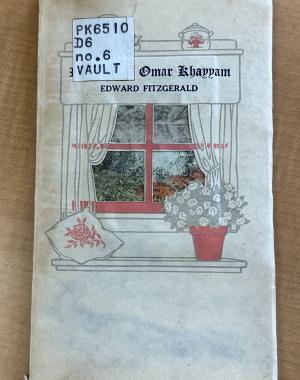 PK6510
D6
no.6
VAULT
Omar Khayyam
EDWARD FITZGERALD